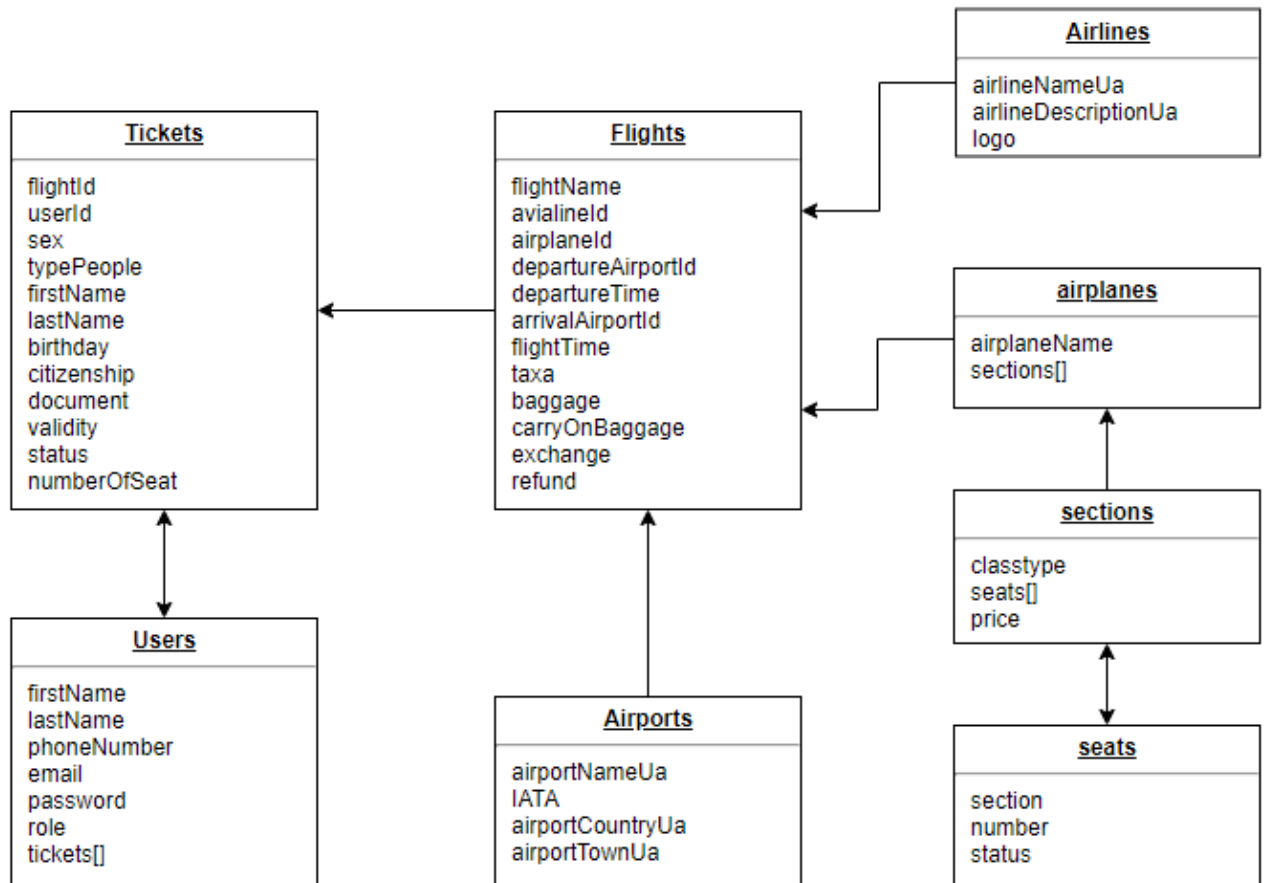 Airlines
airlineNameUa
airlineDescriptionUa
logo
Tickets
flightId
userId
sex
typePeople
firstName
lastName
birthday
citizenship
document
validity
status
numberOfSeat
Flights
flightName
avialineId
airplaneId
departureAirportId
departureTime
arrivalAirportId
flightTime
taxa
baggage
carryOnBaggage
exchange
refund
airplanes
airplaneName
sections[]
sections
classtype
seats[]
price
Users
firstName
lastName
phoneNumber
email
password
role
tickets[]
Airports
airportNameUa
IATA
airportCountryUa
airportTownUa
seats
section
number
status